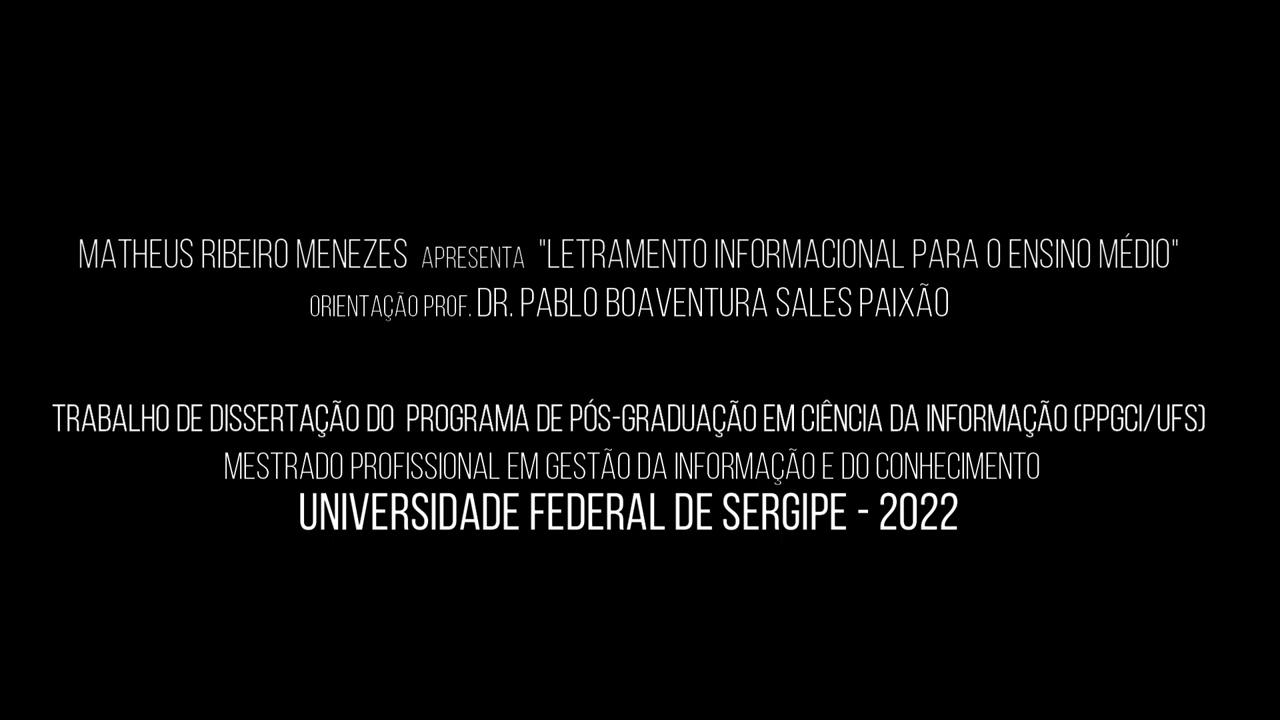 MATHEUS RIBEIRO MENEZES APRESENTA "LETRAMENTO INFORMACIONAL PARA O ENSINO MÉDIO"
ORIENTAÇÃO PROF. DR. PABLO BOAVENTURA SALES PAIXÃO
TRABALHO DE DISSERTAÇÃO DO PROGRAMA DE PÓS-GRADUAÇÃO EM CIÊNCIA DA INFORMAÇÃO (PPGCI/UFS)
MESTRADO PROFISSIONAL EM GESTÃO DA INFORMAÇÃO E DO CONHECIMENTO
UNIVERSIDADE FEDERAL DE SERGIPE - 2022